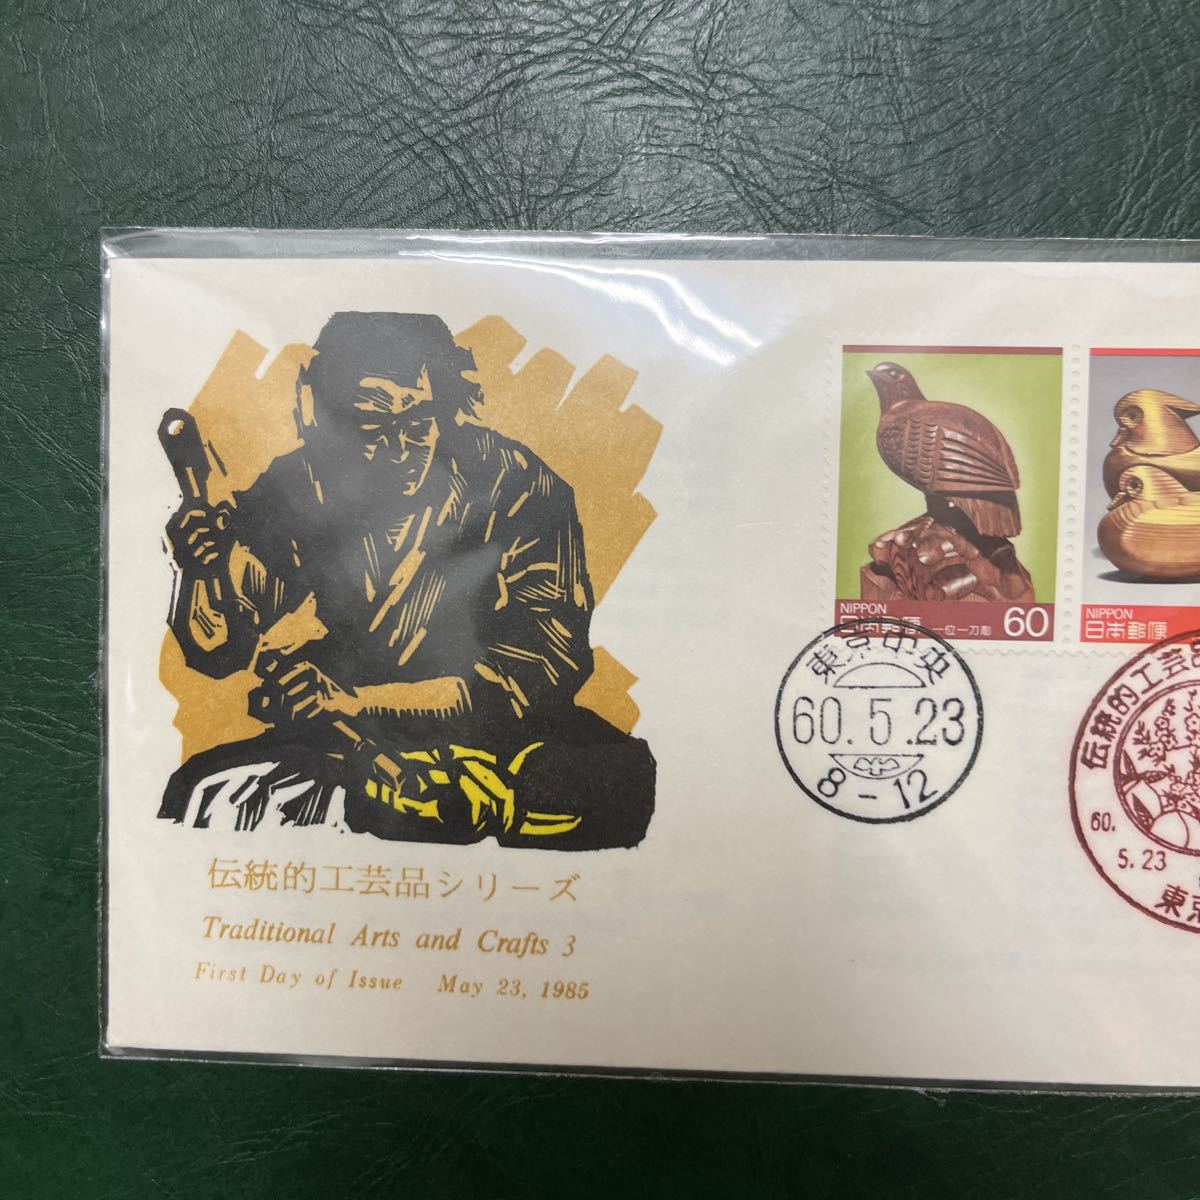 伝統的工芸品シリーズ
Traditional Arts and Crafts 3
First Day of Issue May 23, 1985
NIPPON
日本郵便 一位一刀彫 60
NIPPON
日本郵便
東京中央
60.5.23
8-12
伝統的工芸品
60.
5.23
東京